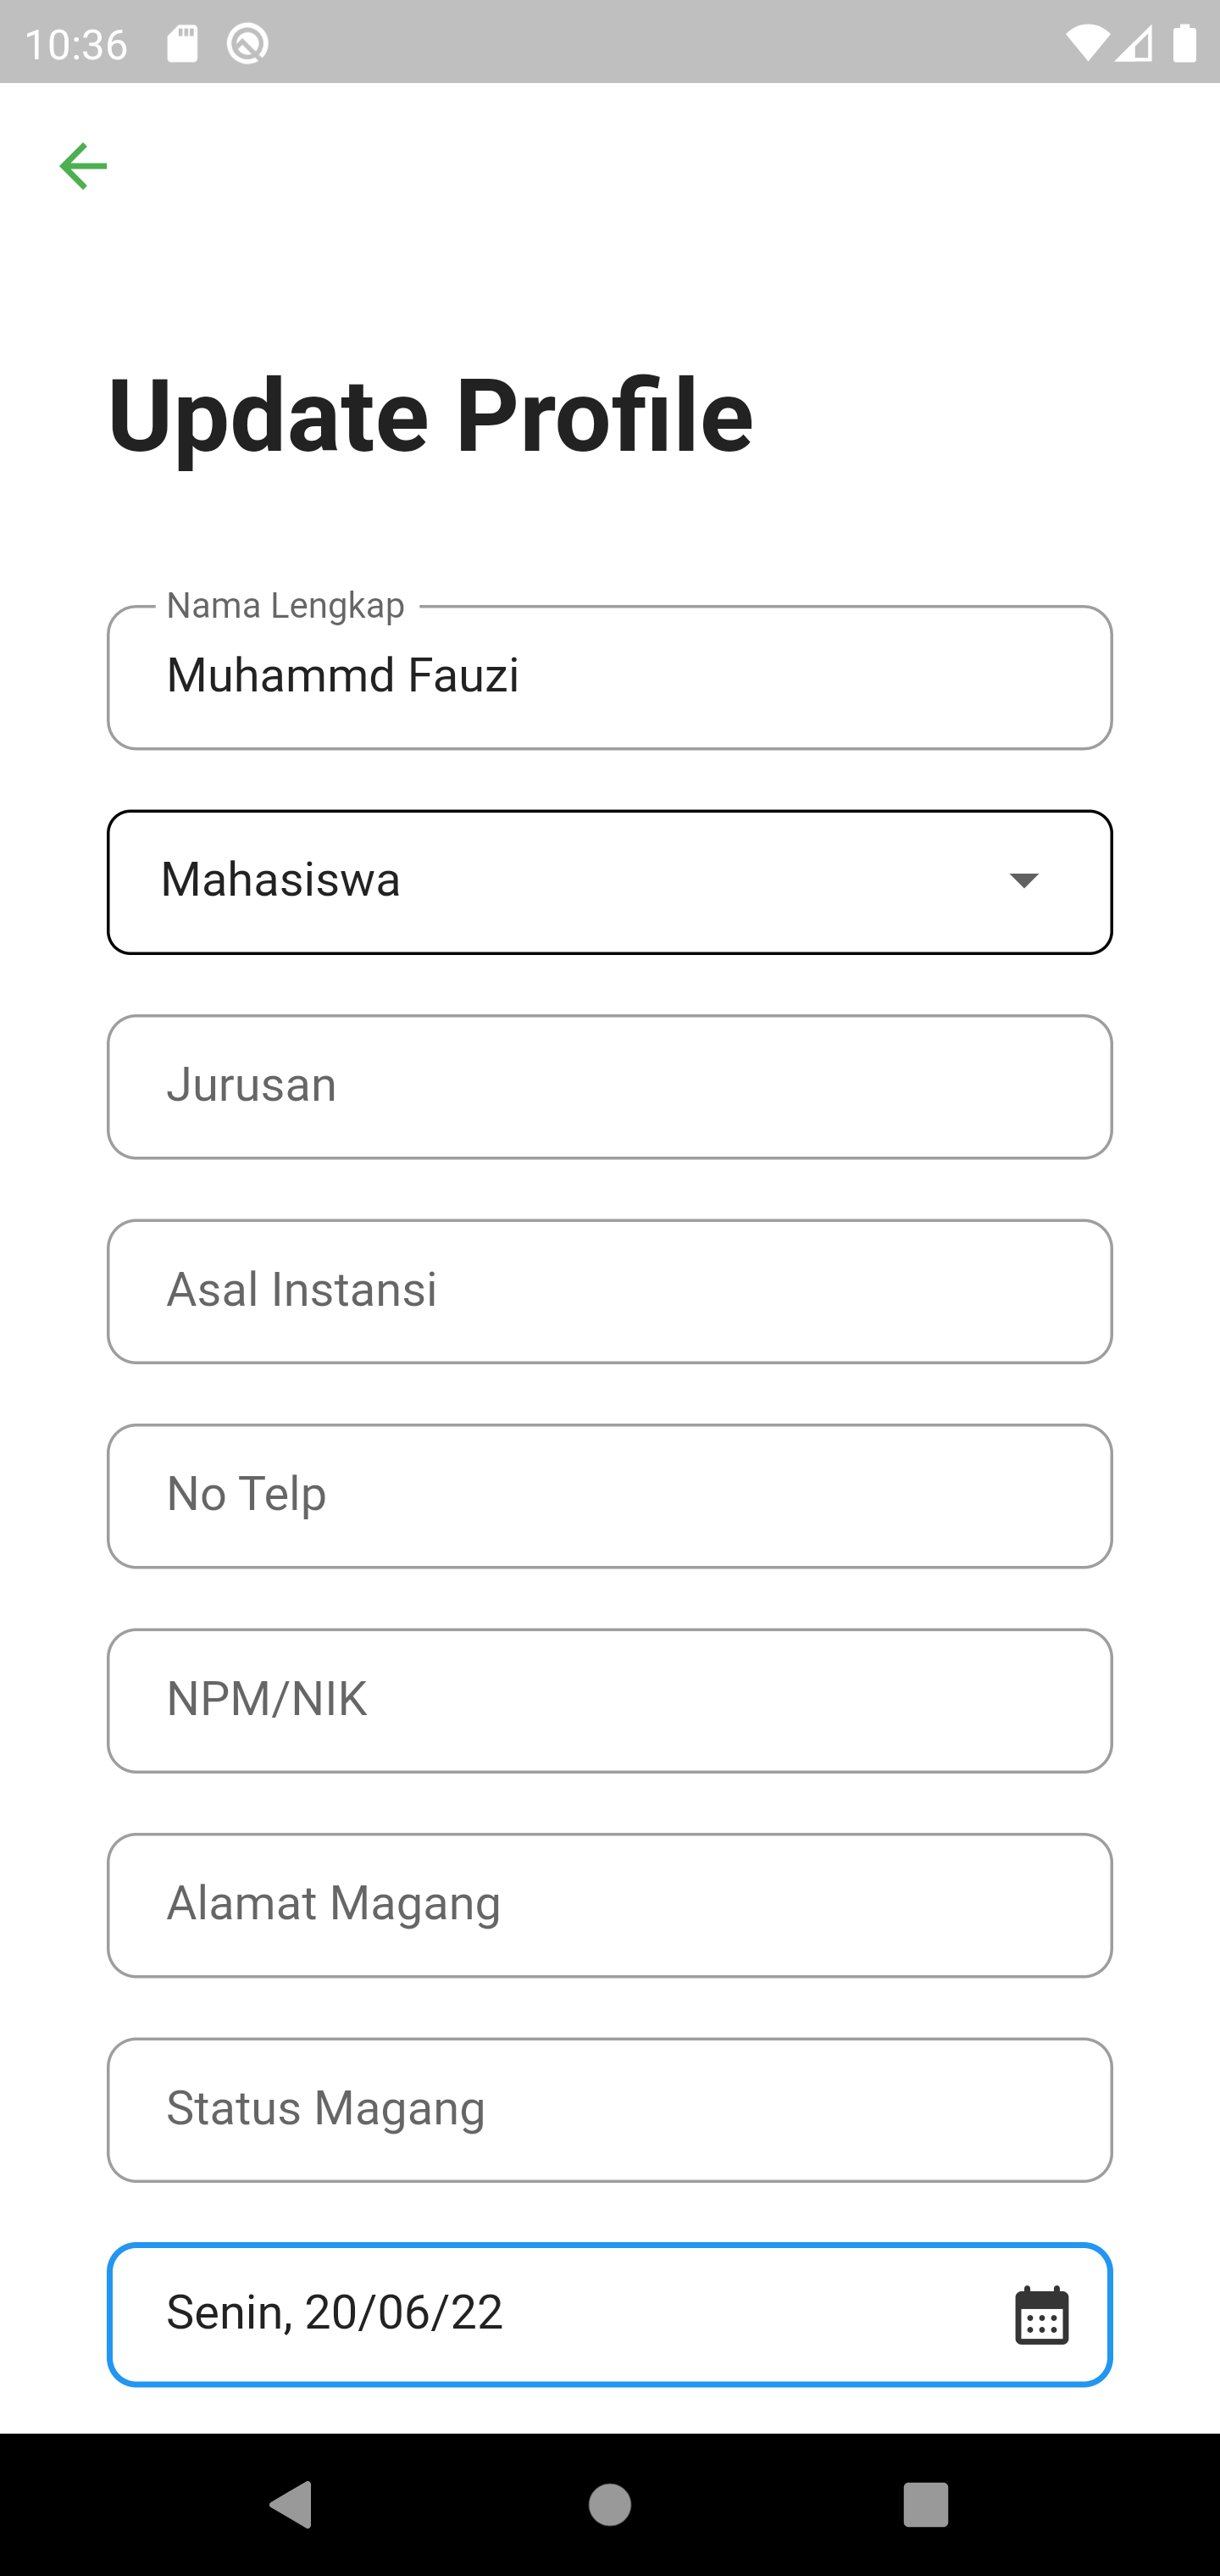 10:36
Update Profile
Nama Lengkap
Muhammd Fauzi
Mahasiswa
Jurusan
Asal Instansi
No Telp
NPM/NIK
Alamat Magang
Status Magang
Senin, 20/06/22